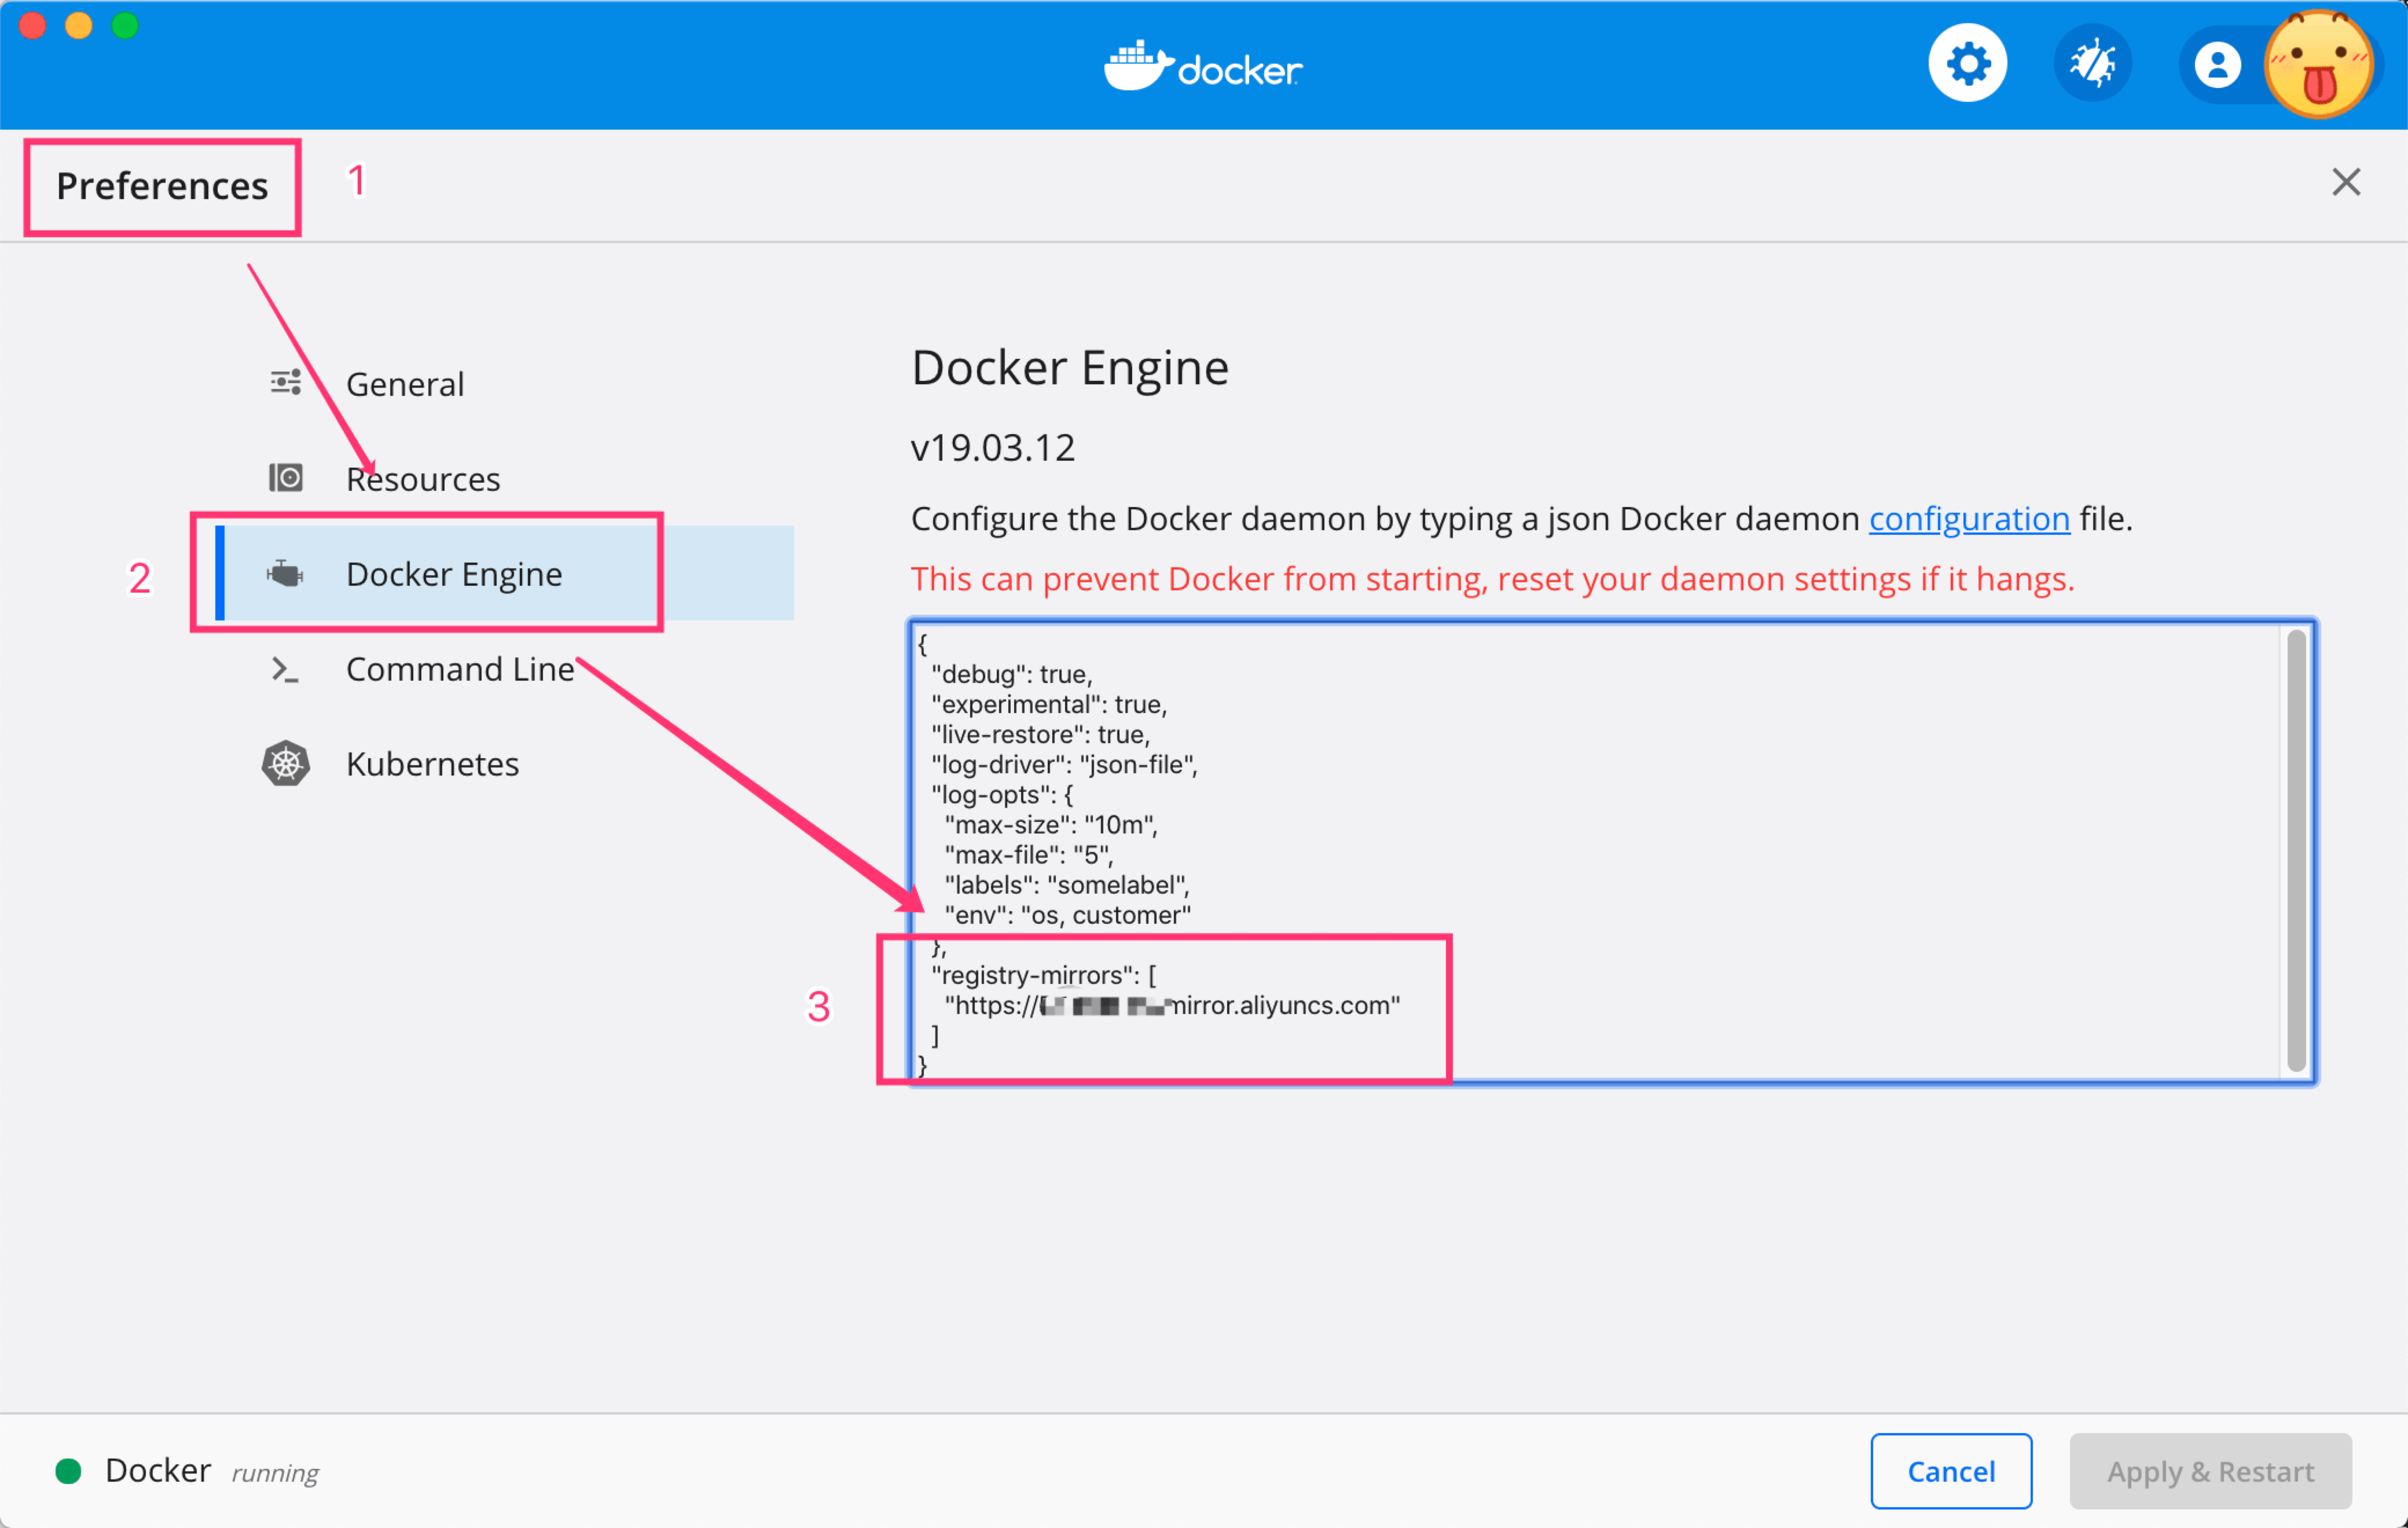 docker
Preferences
1
General
Resources
2
Docker Engine
Command Line
Kubernetes
Docker Engine
v19.03.12
Configure the Docker daemon by typing a json Docker daemon configuration file.
This can prevent Docker from starting, reset your daemon settings if it hangs.
{
"debug": true,
"experimental": true,
"live-restore": true,
"log-driver": "json-file",
"log-opts": {
"max-size": "10m",
"max-file": "5",
"labels": "somelabel",
"env": "os, customer"
},
3
"registry-mirrors": [
"https:// mirror.aliyuncs.com"
]
}
Docker running
Cancel
Apply & Restart